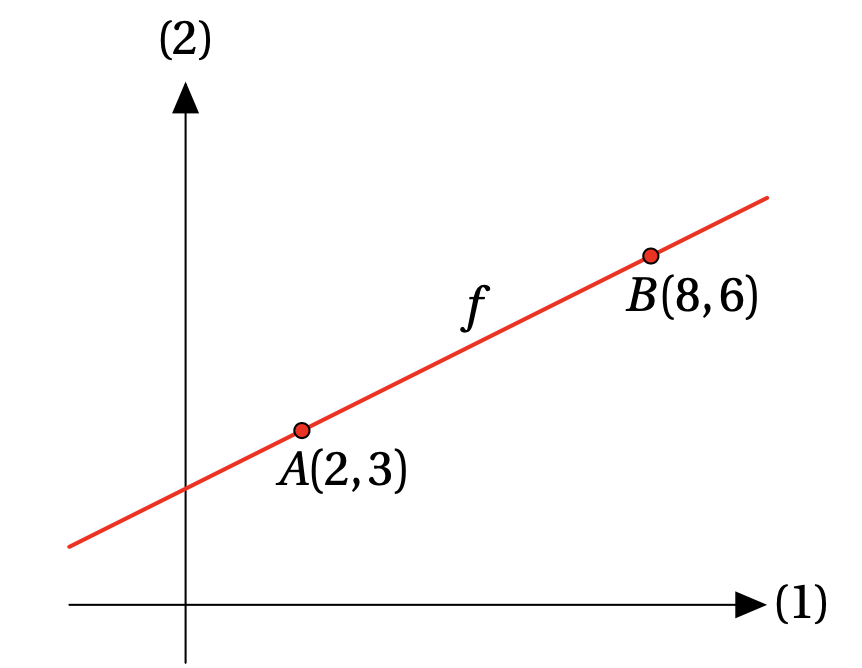 (2)
f
B(8, 6)
A(2, 3)
(1)